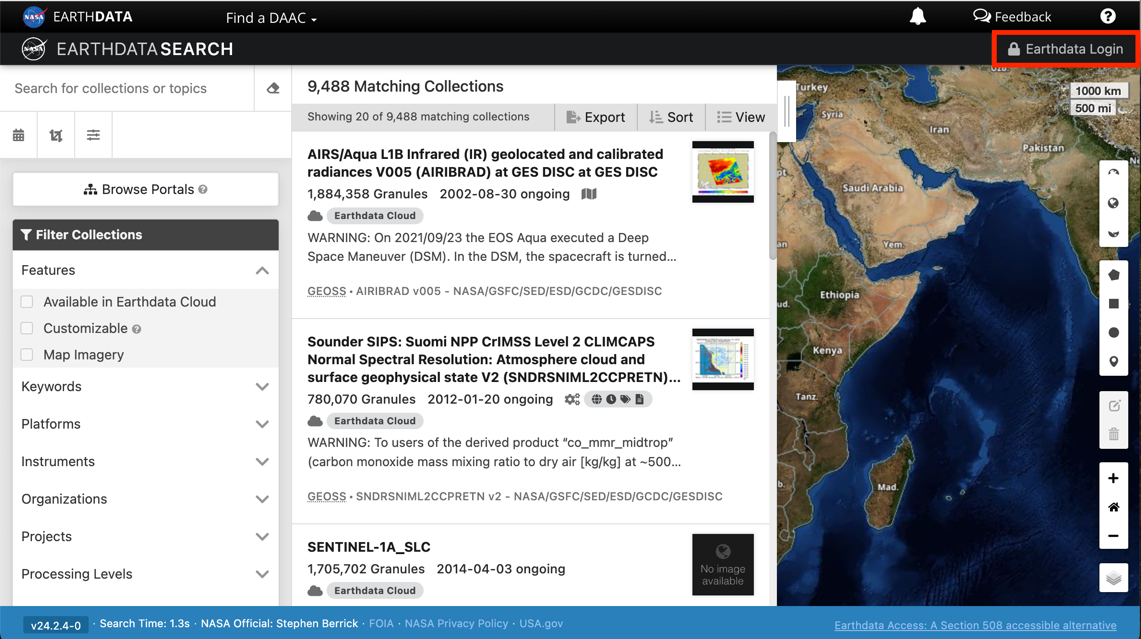 NASA EARTHDATA
Find a DAAC
Feedback
NASA EARTHDATA SEARCH
Earthdata Login
Search for collections or topics
Browse Portals
Filter Collections
Features
Available in Earthdata Cloud
Customizable
Map Imagery
Keywords
Platforms
Instruments
Organizations
Projects
Processing Levels
9,488 Matching Collections
Showing 20 of 9,488 matching collections
Export
Sort
View
AIRS/Aqua L1B Infrared (IR) geolocated and calibrated
radiances V005 (AIRIBRAD) at GES DISC at GES DISC
1,884,358 Granules 2002-08-30 ongoing
Earthdata Cloud
WARNING: On 2021/09/23 the EOS Aqua executed a Deep
Space Maneuver (DSM). In the DSM, the spacecraft is turned...
GEOSS • AIRIBRAD v005 - NASA/GSFC/SED/ESD/GCDC/GESDISC
Sounder SIPS: Suomi NPP CrIMSS Level 2 CLIMCAPS
Normal Spectral Resolution: Atmosphere cloud and
surface geophysical state V2 (SNDRSNIML2CCPRETN)...
780,070 Granules 2012-01-20 ongoing
Earthdata Cloud
WARNING: To users of the derived product “co_mmr_midtrop”
(carbon monoxide mass mixing ratio to dry air [kg/kg] at ~500...
GEOSS • SNDRSNIML2CCPRETN v2 - NASA/GSFC/SED/ESD/GCDC/GESDISC
SENTINEL-1A_SLC
1,705,702 Granules 2014-04-03 ongoing
Earthdata Cloud
No image
available
1000 km
500 mi
Turkey
Syria
Iran
Pakistan
Saudi Arabia
Yem.
Ethiopia
Kenya
Tanz.
Mad.
v24.2.4-0 · Search Time: 1.3s · NASA Official: Stephen Berrick · FOIA · NASA Privacy Policy · USA.gov
Earthdata Access: A Section 508 accessible alternative